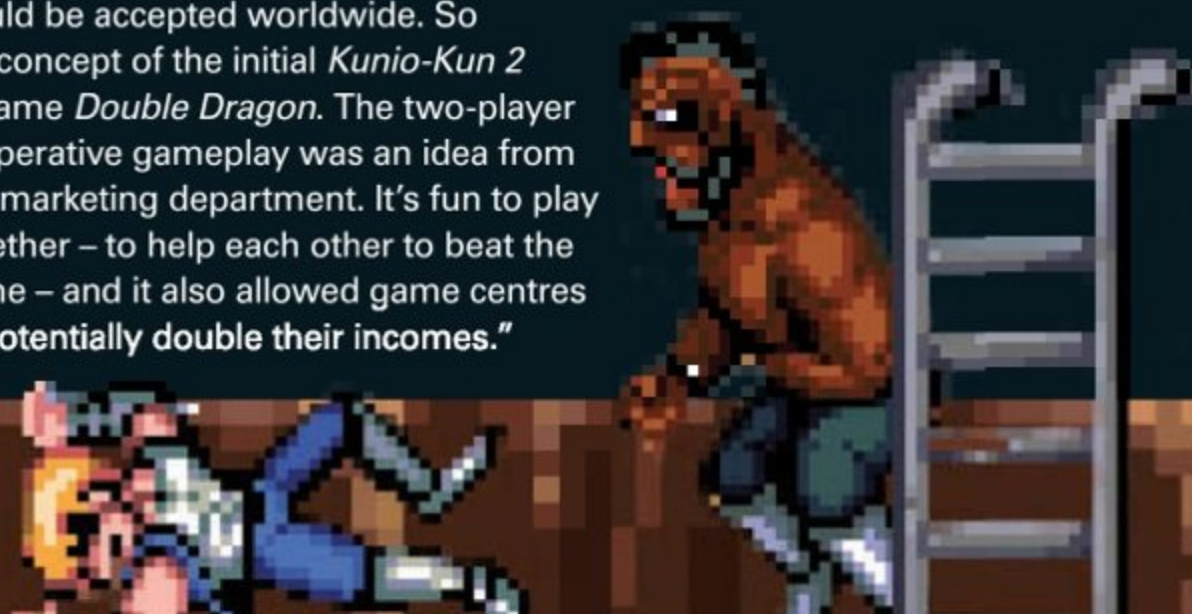 uld be accepted worldwide. So
concept of the initial Kunio-Kun 2
ame Double Dragon. The two-player
perative gameplay was an idea from
marketing department. It’s fun to play
ether – to help each other to beat the
ne – and it also allowed game centres
otentially double their incomes.”